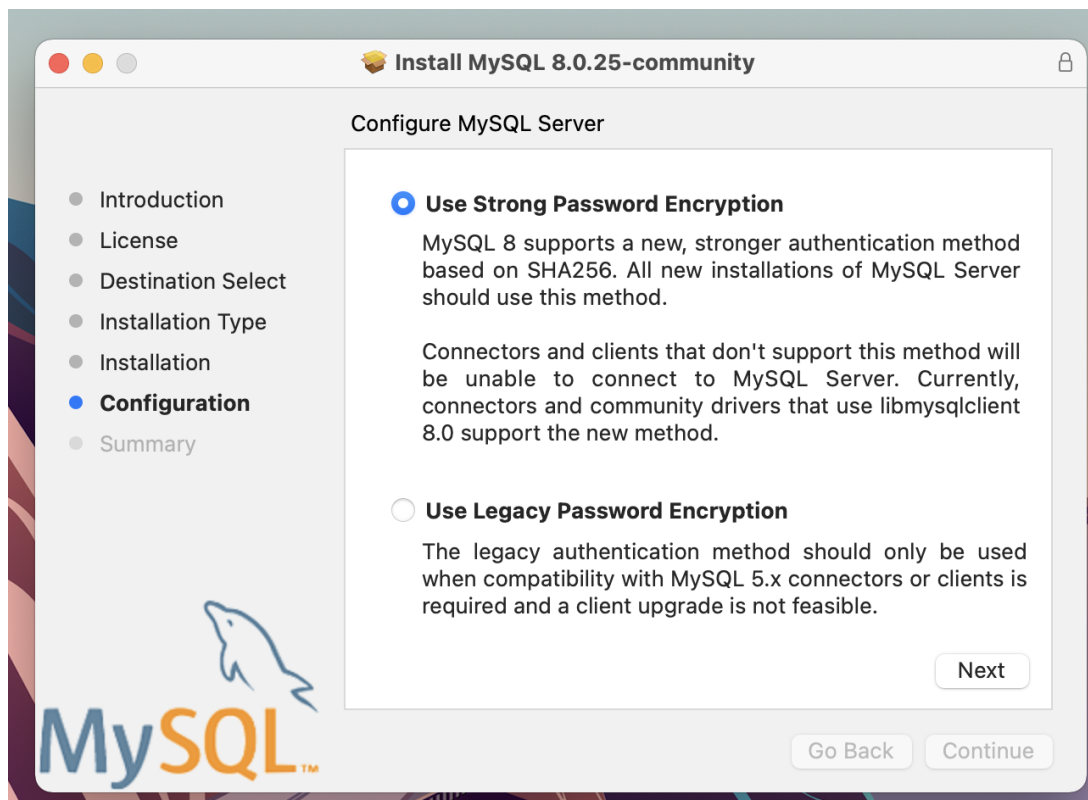 Install MySQL 8.0.25-community
Configure MySQL Server
Introduction
License
Destination Select
Installation Type
Installation
Configuration
Summary
Use Strong Password Encryption
MySQL 8 supports a new, stronger authentication method
based on SHA256. All new installations of MySQL Server
should use this method.
Connectors and clients that don't support this method will
be unable to connect to MySQL Server. Currently,
connectors and community drivers that use libmysqlclient
8.0 support the new method.
Use Legacy Password Encryption
The legacy authentication method should only be used
when compatibility with MySQL 5.x connectors or clients is
required and a client upgrade is not feasible.
Next
MySQL™
Go Back
Continue